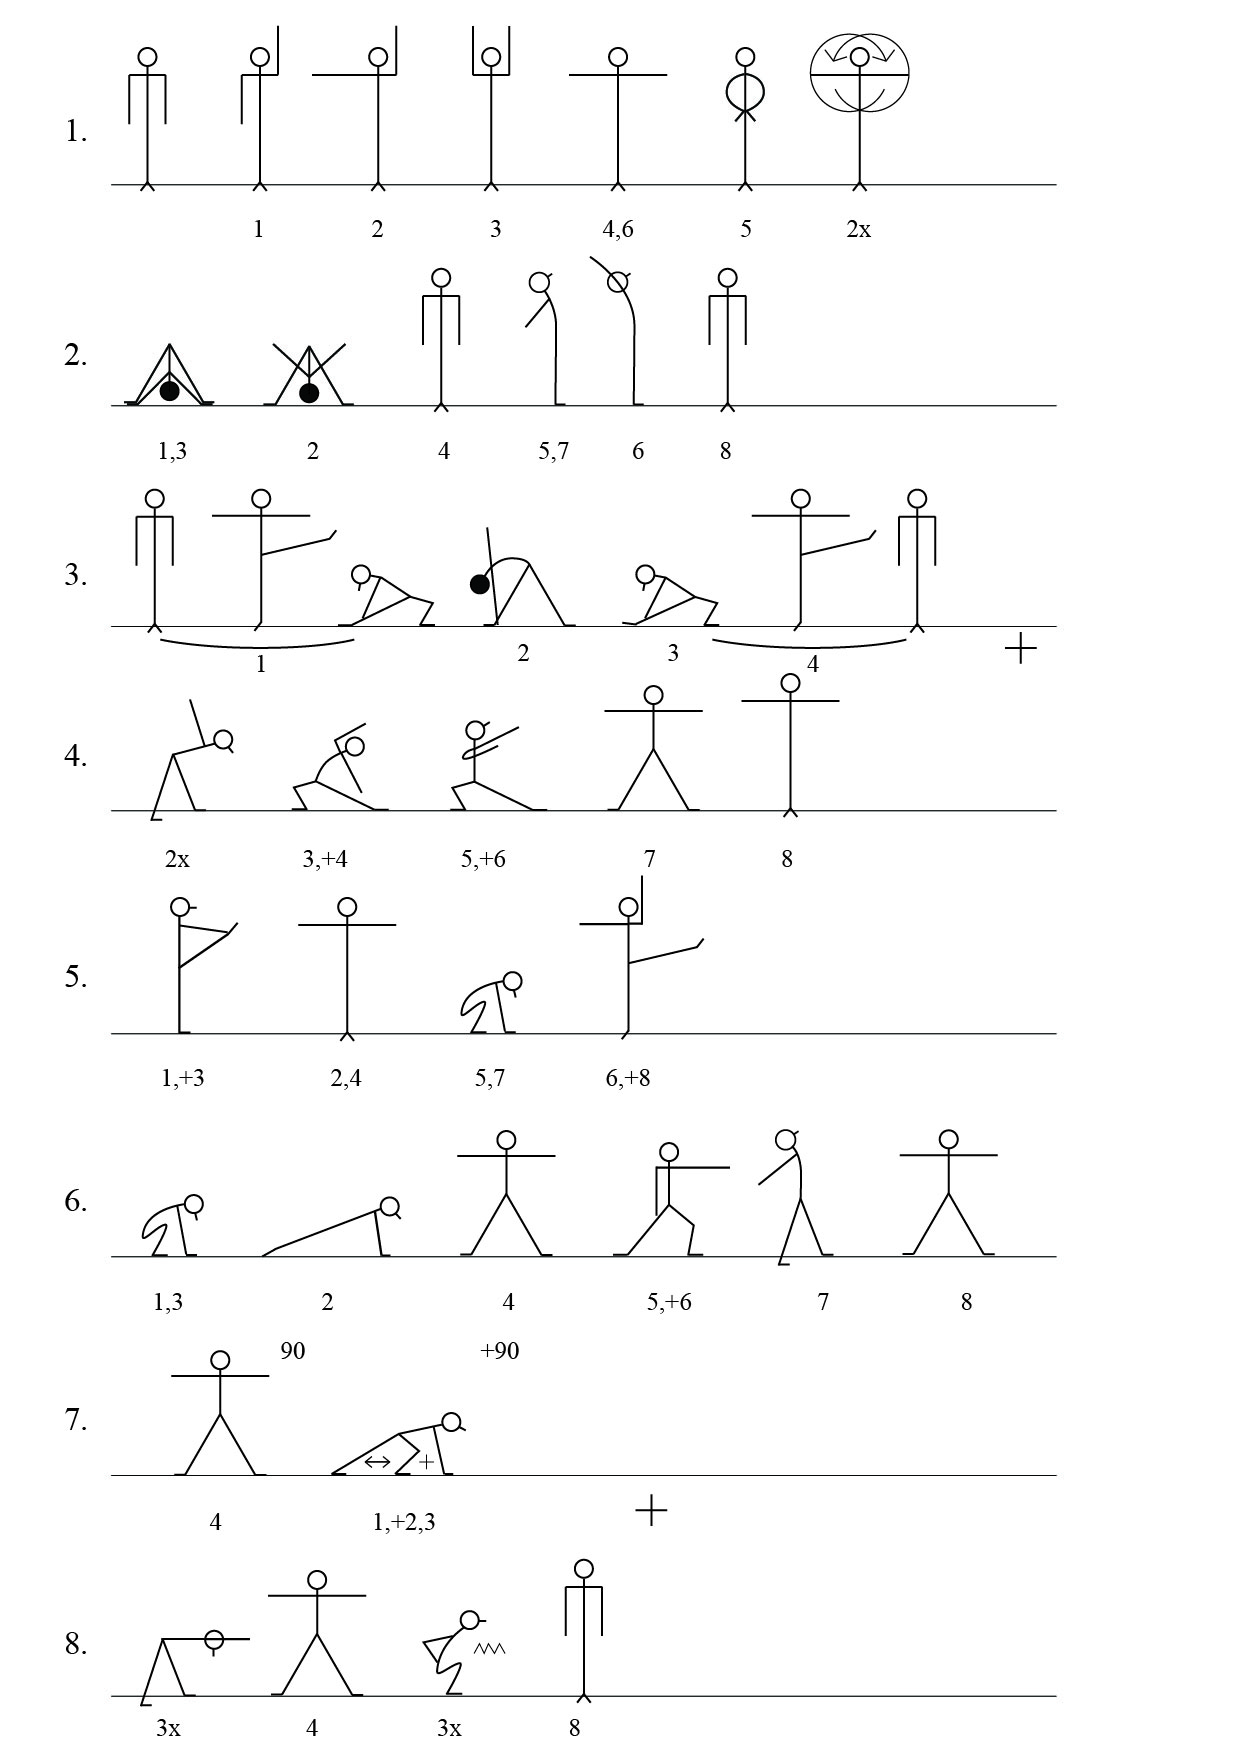 1.
1 2 3 4,6 5 2x
2.
1,3 2 4 5,7 6 8
3.
1 2 3 4 +
4.
2x 3,+4 5,+6 7 8
5.
1,+3 2,4 5,7 6,+8
6.
1,3 2 4 5,+6 7 8
90 +90
7.
+
4 1,+2,3 +
8.
3x 4 3x 8